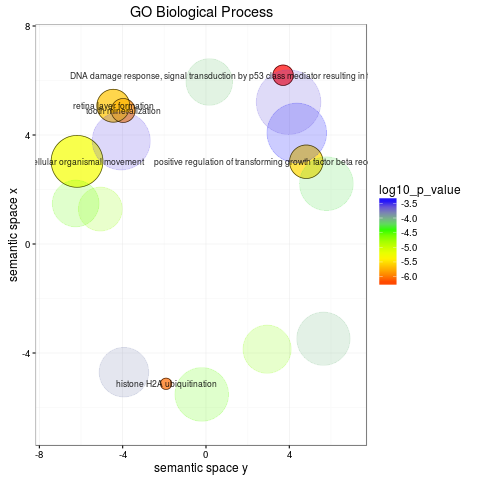 GO Biological Process
8
DNA damage response, signal transduction by p53 class mediator resulting in
retina layer formation
tooth mineralization
4
ellular organismal movement
positive regulation of transforming growth factor beta rec
semantic space x
0
-4
histone H2A ubiquitination
-8
-4
0
4
semantic space y
log10_p_value
-3.5
-4.0
-4.5
-5.0
-5.5
-6.0